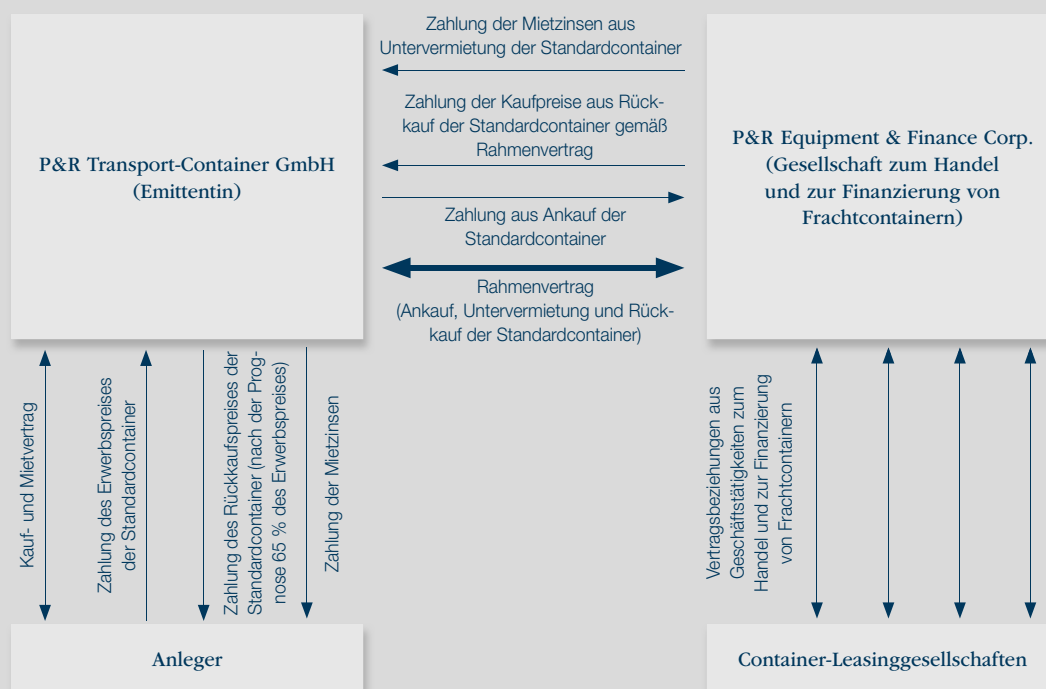 Zahlung der Mietzinsen aus
Untervermietung der Standardcontainer
Zahlung der Kaufpreise aus Rück-
kauf der Standardcontainer gemäß
Rahmenvertrag
P&R Transport-Container GmbH
(Emittentin)
P&R Equipment & Finance Corp.
(Gesellschaft zum Handel
und zur Finanzierung von
Frachtcontainern)
Zahlung aus Ankauf der
Standardcontainer
Rahmenvertrag
(Ankauf, Untervermietung und Rück-
kauf der Standardcontainer)
Kauf- und Mietvertrag
Zahlung des Erwerbspreises
der Standardcontainer
Zahlung des Rückkaufspreises der
Standardcontainer (nach der Prog-
nose 65 % des Erwerbspreises)
Zahlung der Mietzinsen
Vertragsbeziehungen aus
Geschäftstätigkeiten zum
Handel und zur Finanzierung
von Frachtcontainern
Anleger
Container-Leasinggesellschaften